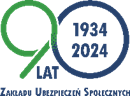 90
1934
2024
LAT
ZAKŁADU UBEZPIECZEŃ SPOŁECZNYCH